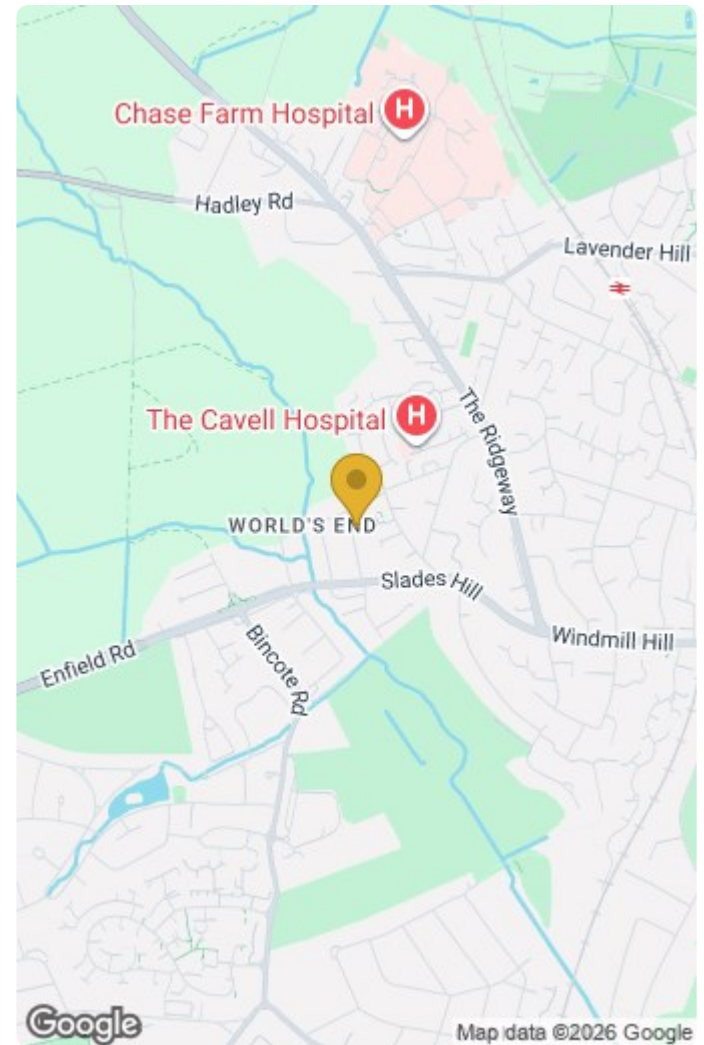 Chase Farm Hospital
H
Hadley Rd
Lavender Hill
The Cavell Hospital
H
The Ridgeway
WORLD'S END
Slades Hill
Windmill Hill
Enfield Rd
Bincote Rd
Google
Map data ©2026 Google